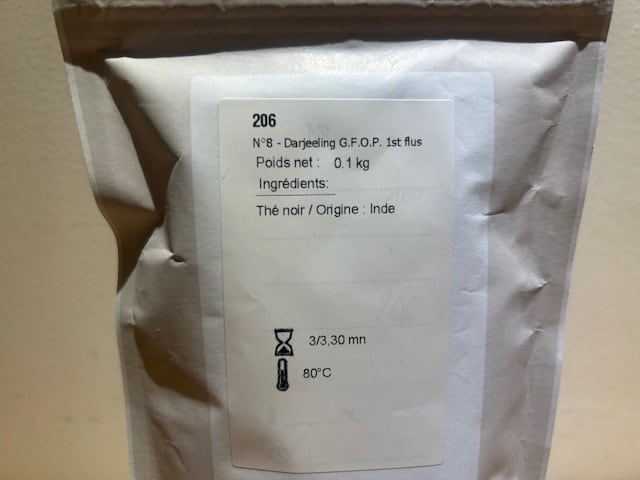 206
N°8 - Darjeeling G.F.O.P. 1st flus
Poids net : 0.1 kg
Ingrédients:
Thé noir / Origine : Inde
3/3,30 mn
80°C
206
°C